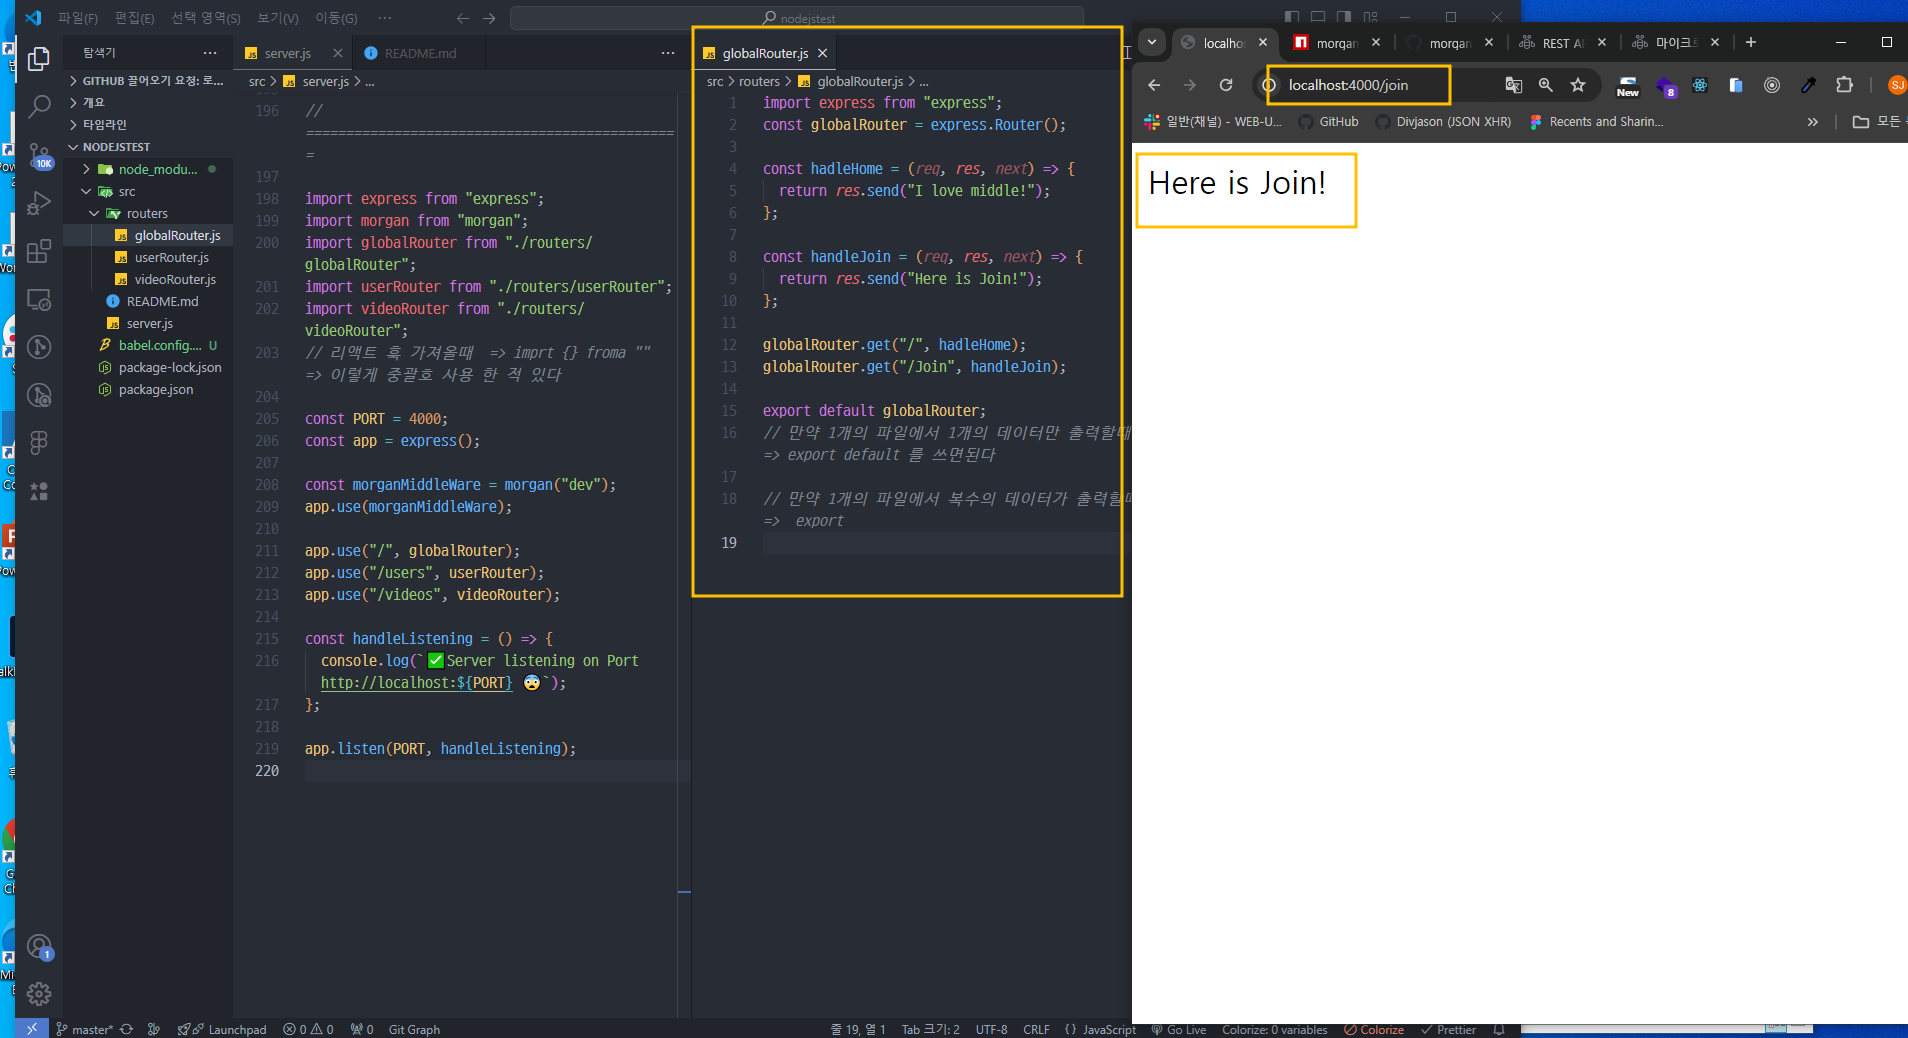 파일(F) 편집(E) 선택 영역(S) 보기(V) 이동(G) ···
nodejstest
탐색기 ···
GITHUB 끌어오기 요청: 로...
개요
타임라인
NODEJSTEST
node_modu...
src
routers
globalRouter.js
userRouter.js
videoRouter.js
README.md
server.js
babel.config.... U
package-lock.json
package.json
10K
1
server.js README.md ···
src > server.js > ...
196 //
==============================================
=
197
198 import express from "express";
199 import morgan from "morgan";
200 import globalRouter from "./routers/
globalRouter";
201 import userRouter from "./routers/userRouter";
202 import videoRouter from "./routers/
videoRouter";
203 // 리액트 훅 가져올때 => imprt {} froma ""
=> 이렇게 중괄호 사용 한 적 있다
204
205 const PORT = 4000;
206 const app = express();
207
208 const morganMiddleWare = morgan("dev");
209 app.use(morganMiddleWare);
210
211 app.use("/", globalRouter);
212 app.use("/users", userRouter);
213 app.use("/videos", videoRouter);
214
215 const handleListening = () => {
216 console.log(`✅Server listening on Port
http://localhost:${PORT} 😨`);
217 };
218
219 app.listen(PORT, handleListening);
220
globalRouter.js
src > routers > globalRouter.js > ...
1 import express from "express";
2 const globalRouter = express.Router();
3
4 const hadleHome = (req, res, next) => {
5 return res.send("I love middle!");
6 };
7
8 const handleJoin = (req, res, next) => {
9 return res.send("Here is Join!");
10 };
11
12 globalRouter.get("/", hadleHome);
13 globalRouter.get("/Join", handleJoin);
14
15 export default globalRouter;
16 // 만약 1개의 파일에서 1개의 데이터만 출력할때
=> export default 를 쓰면된다
17
18 // 만약 1개의 파일에서 복수의 데이터가 출력할
=> export
19
master* Launchpad 0 0 0 Git Graph
줄 19, 열 1 Tab 크기: 2 UTF-8 CRLF {} JavaScript Go Live Colorize: 0 variables Colorize Prettier
localho morgan morgan REST AF 마이크
localhost:4000/join
New 8 SJ
일반(채널) - WEB-U... GitHub Divjason (JSON XHR) Recents and Sharin... » 모든
Here is Join!